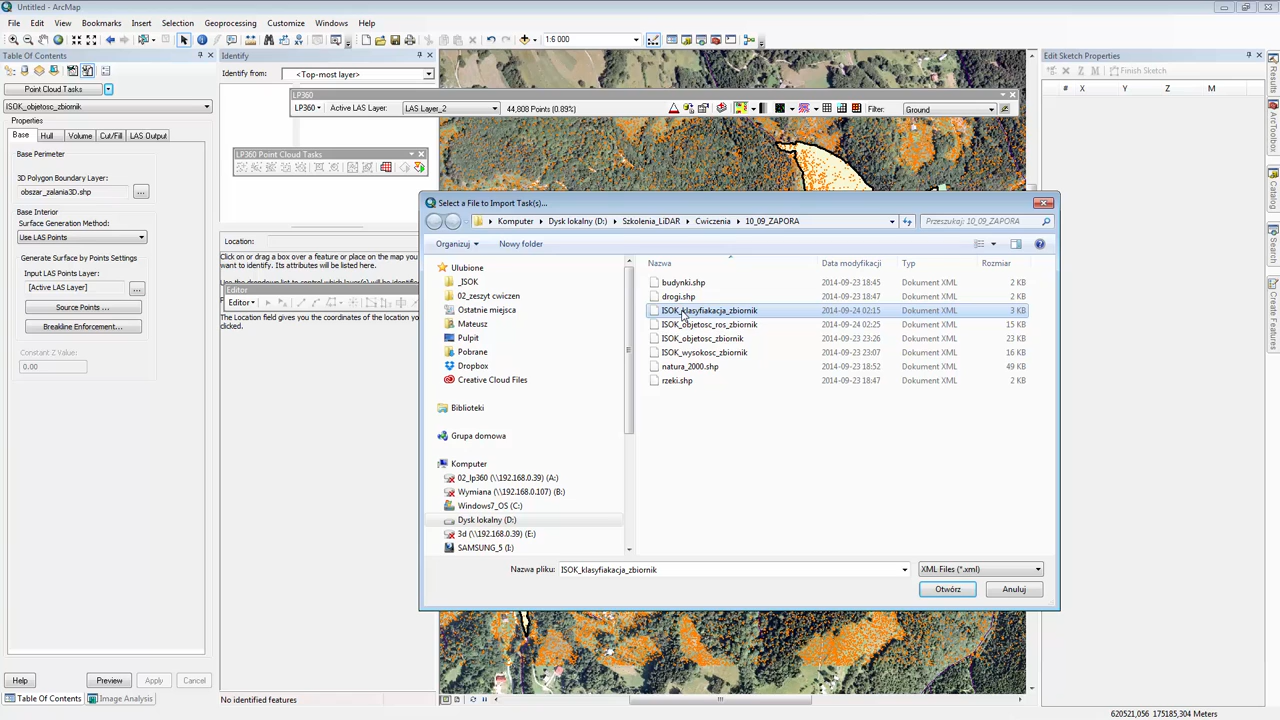 Untitled - ArcMap
File Edit View Bookmarks Insert Selection Geoprocessing Customize Windows Help
1:6 000
Table Of Contents
Point Cloud Tasks
ISOK_objetosc_zbiornik
Properties
Base Hull Volume Cut/Fill LAS Output
Base Perimeter
3D Polygon Boundary Layer:
obszar_zalania3D.shp ...
Base Interior
Surface Generation Method:
Use LAS Points
Generate Surface by Points Settings
Input LAS Points Layer:
[Active LAS Layer] ...
Source Points ...
Breakline Enforcement...
Constant Z Value:
0.00
Help Preview Apply Cancel
Table Of Contents Image Analysis
Identify
Identify from: <Top-most layer>
LP360
LP360 Active LAS Layer: LAS Layer_2 44,808 Points (0.88%) Filter: Ground
LP360 Point Cloud Tasks
Location:
Click on or drag a box over a feature or place on the map you
want to identify. Its attributes will be listed here.
Editor
Editor
The Location field gives you the coordinates of the location you
clicked.
No identified features
Select a File to Import Task(s)...
Komputer Dysk lokalny (D:) Szkolenia_LiDAR Cwiczenia 10_09_ZAPORA
Przeszukaj: 10_09_ZAPORA
Organizuj Nowy folder
Ulubione
_ISOK
02_zeszyt cwiczen
Ostatnie miejsca
Mateusz
Pulpit
Pobrane
Dropbox
Creative Cloud Files
Biblioteki
Grupa domowa
Komputer
02_lp360 (\\192.168.0.39) (A:)
Wymiana (\\192.168.0.107) (B:)
Windows7_OS (C:)
Dysk lokalny (D:)
3d (\\192.168.0.39) (E:)
SAMSUNG_5 (I:)
Nazwa Data modyfikacji Typ Rozmiar
budynki.shp 2014-09-23 18:45 Dokument XML 2 KB
drogi.shp 2014-09-23 18:47 Dokument XML 2 KB
ISOK_klasyfiakacja_zbiornik 2014-09-24 02:15 Dokument XML 3 KB
ISOK_objetosc_ros_zbiornik 2014-09-24 02:25 Dokument XML 15 KB
ISOK_objetosc_zbiornik 2014-09-23 23:26 Dokument XML 23 KB
ISOK_wysokosc_zbiornik 2014-09-23 23:07 Dokument XML 16 KB
natura_2000.shp 2014-09-23 18:52 Dokument XML 49 KB
rzeki.shp 2014-09-23 18:47 Dokument XML 2 KB
Nazwa pliku: ISOK_klasyfiakacja_zbiornik XML Files (*.xml)
Otwórz Anuluj
Edit Sketch Properties
Finish Sketch
# X Y Z M
Results
ArcToolbox
Catalog
Search
Create Features
620521,056 175185,304 Meters